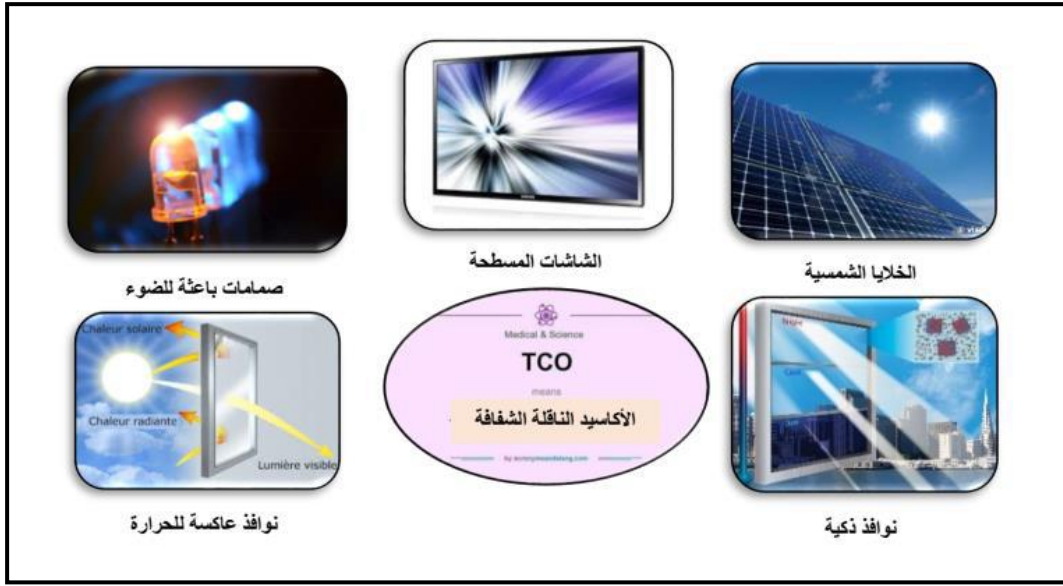 الشاشات المسطحة
الخلايا الشمسية
صمامات باعثة للضوء
Chaleur solaire
Chaleur radiante
Lumière visible
Medical & Science
TCO
means
الأكاسيد الناقلة الشفافة
نوافذ ذكية
نوافذ عاكسة للحرارة